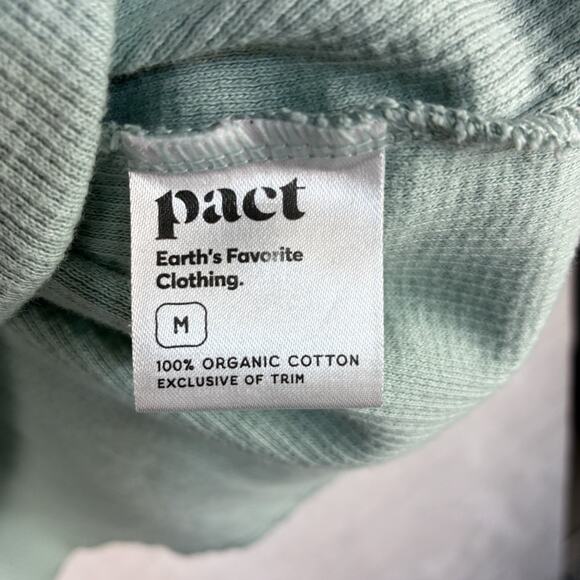 pact
Earth's Favorite
Clothing.
M
100% ORGANIC COTTON
EXCLUSIVE OF TRIM